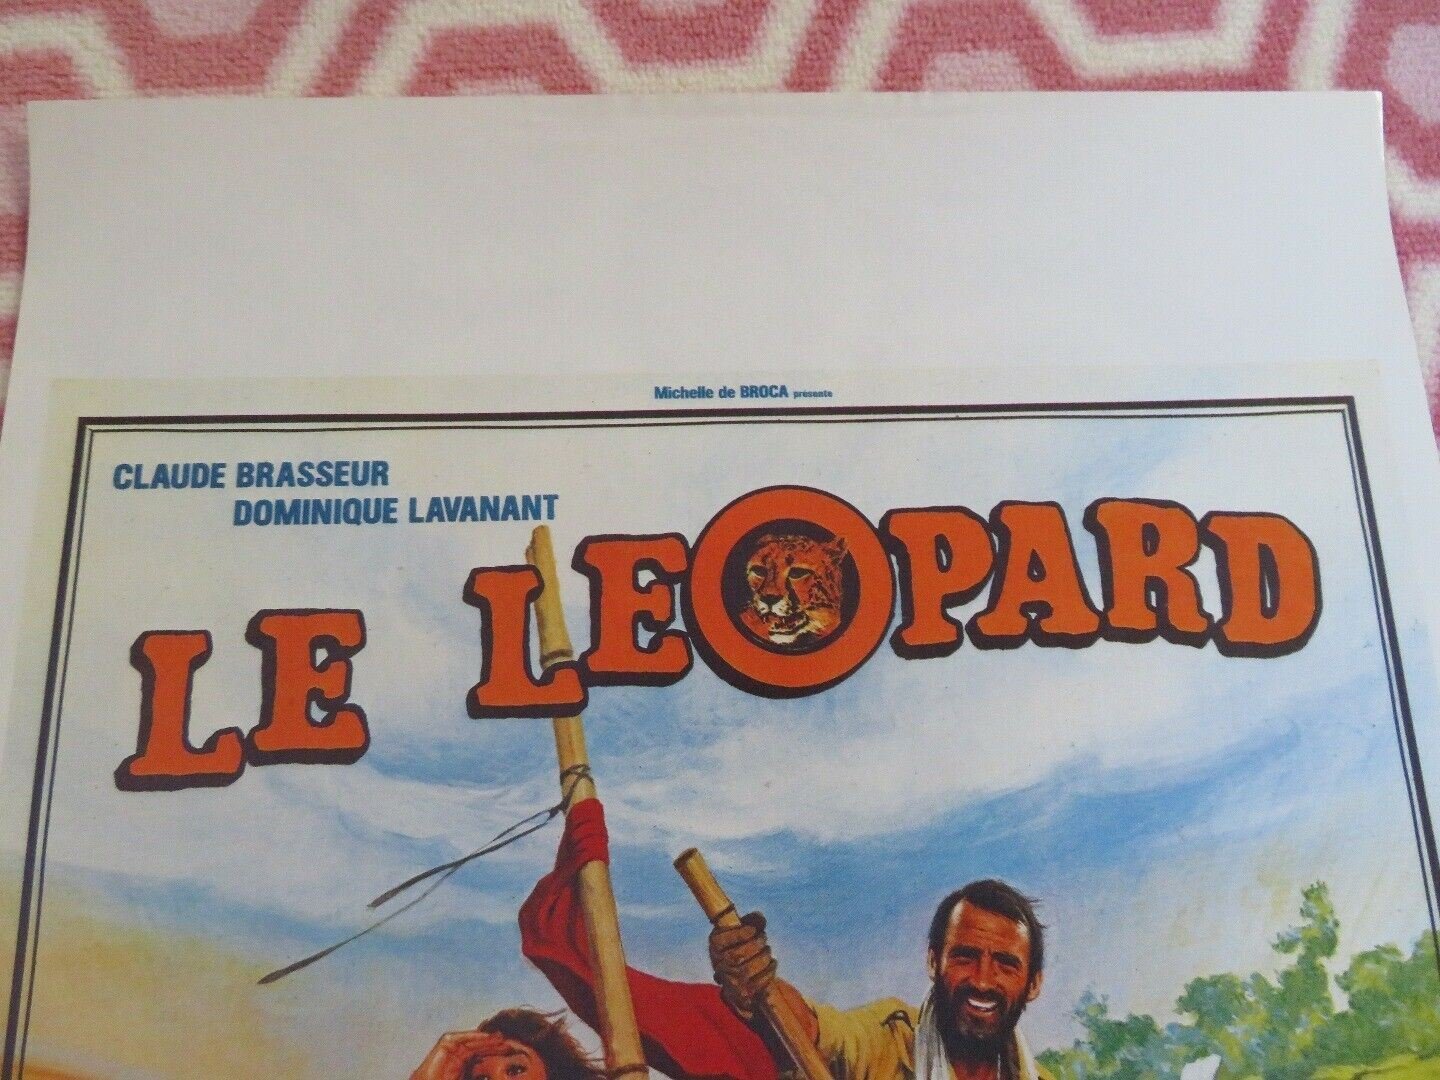 Michelle de BROCA présente
CLAUDE BRASSEUR
DOMINIQUE LAVANANT
LE LEOPARD